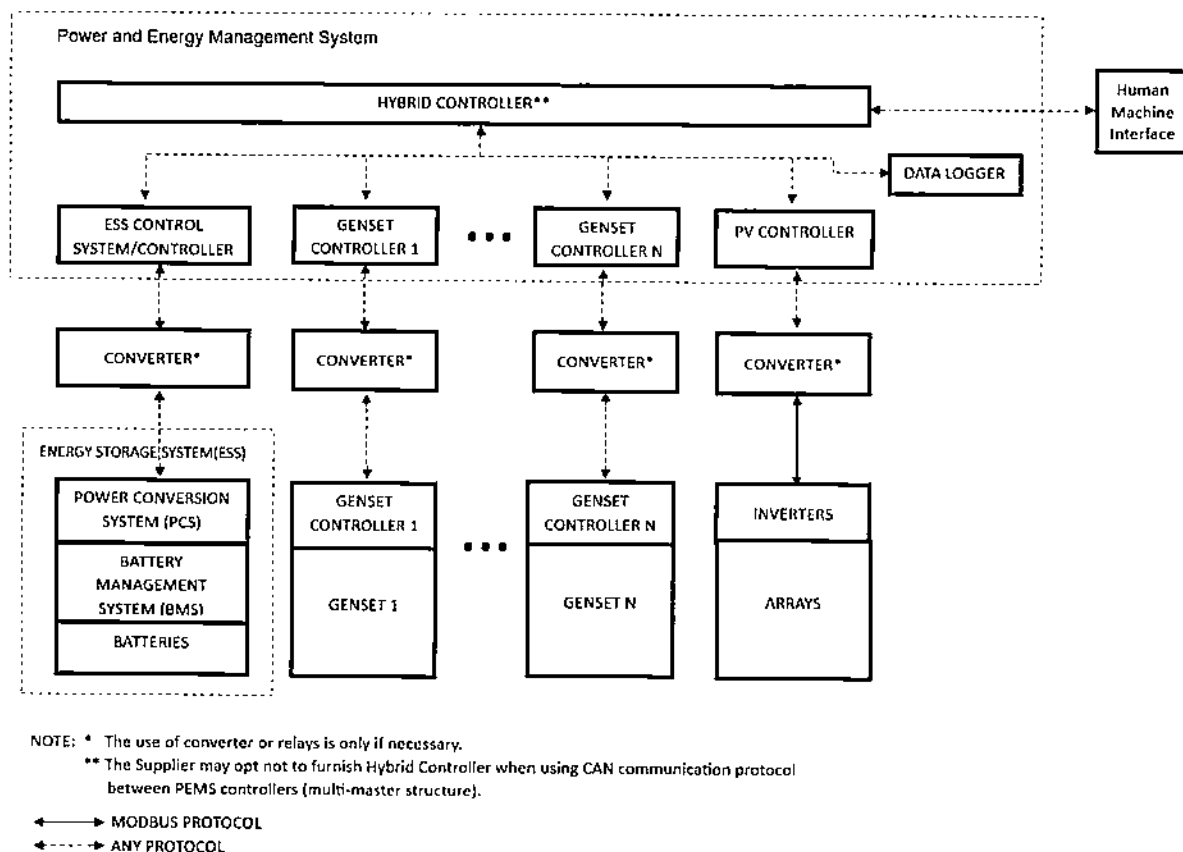 Power and Energy Management System
HYBRID CONTROLLER**
Human
Machine
Interface
DATA LOGGER
ESS CONTROL
SYSTEM/CONTROLLER
GENSET
CONTROLLER 1
GENSET
CONTROLLER N
PV CONTROLLER
CONVERTER*
CONVERTER*
CONVERTER*
CONVERTER*
ENERGY STORAGE SYSTEM(ESS)
POWER CONVERSION
SYSTEM (PCS)
BATTERY
MANAGEMENT
SYSTEM (BMS)
BATTERIES
GENSET
CONTROLLER 1
GENSET 1
GENSET
CONTROLLER N
GENSET N
INVERTERS
ARRAYS
NOTE: * The use of converter or relays is only if necessary.
** The Supplier may opt not to furnish Hybrid Controller when using CAN communication protocol
between PEMS controllers (multi-master structure).
MODBUS PROTOCOL
ANY PROTOCOL